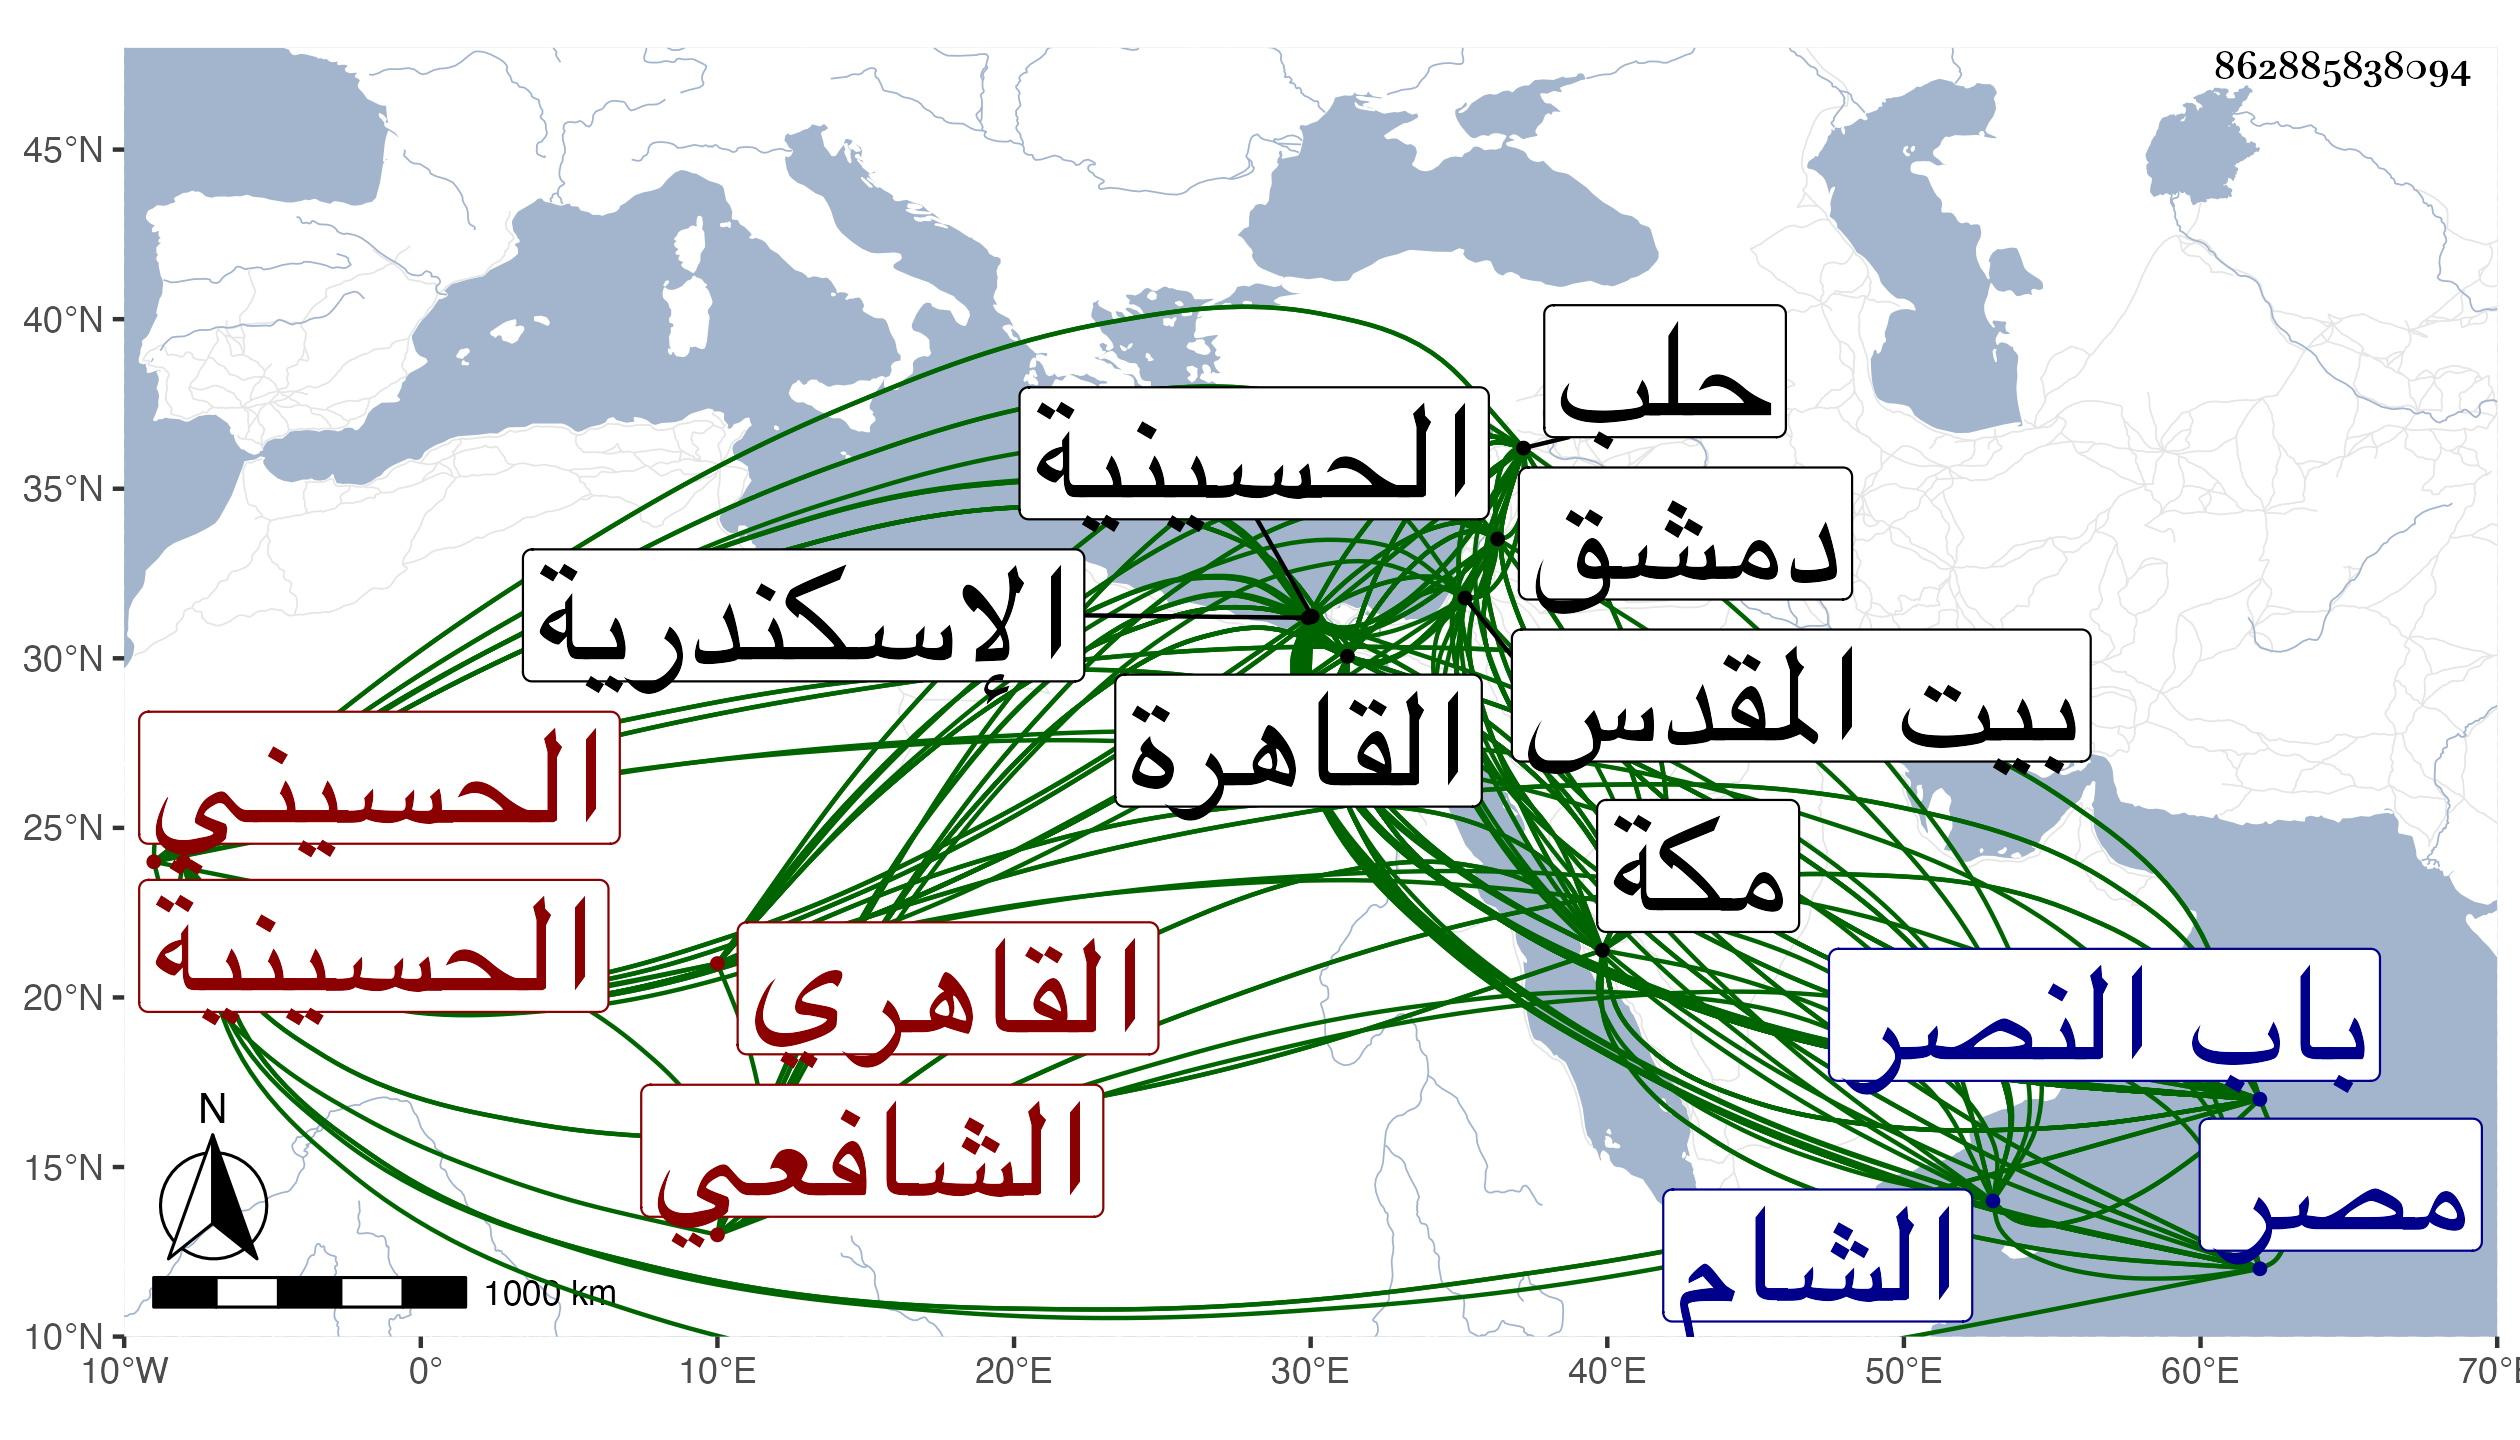 862885838094
45°N
40°N
35°N
30°N
25°N
20°N
15°N
10°N
حلب
الحسينية
دمشق
الإسكندرية
بيت المقدس
القاهرة
الحسيني
مكة
الحسينية
القاهري
باب النصر
الشافعي
مصر
الشام
N
1000 km
10°W 0° 10°E 20°E 30°E 40°E 50°E 60°E 70°E